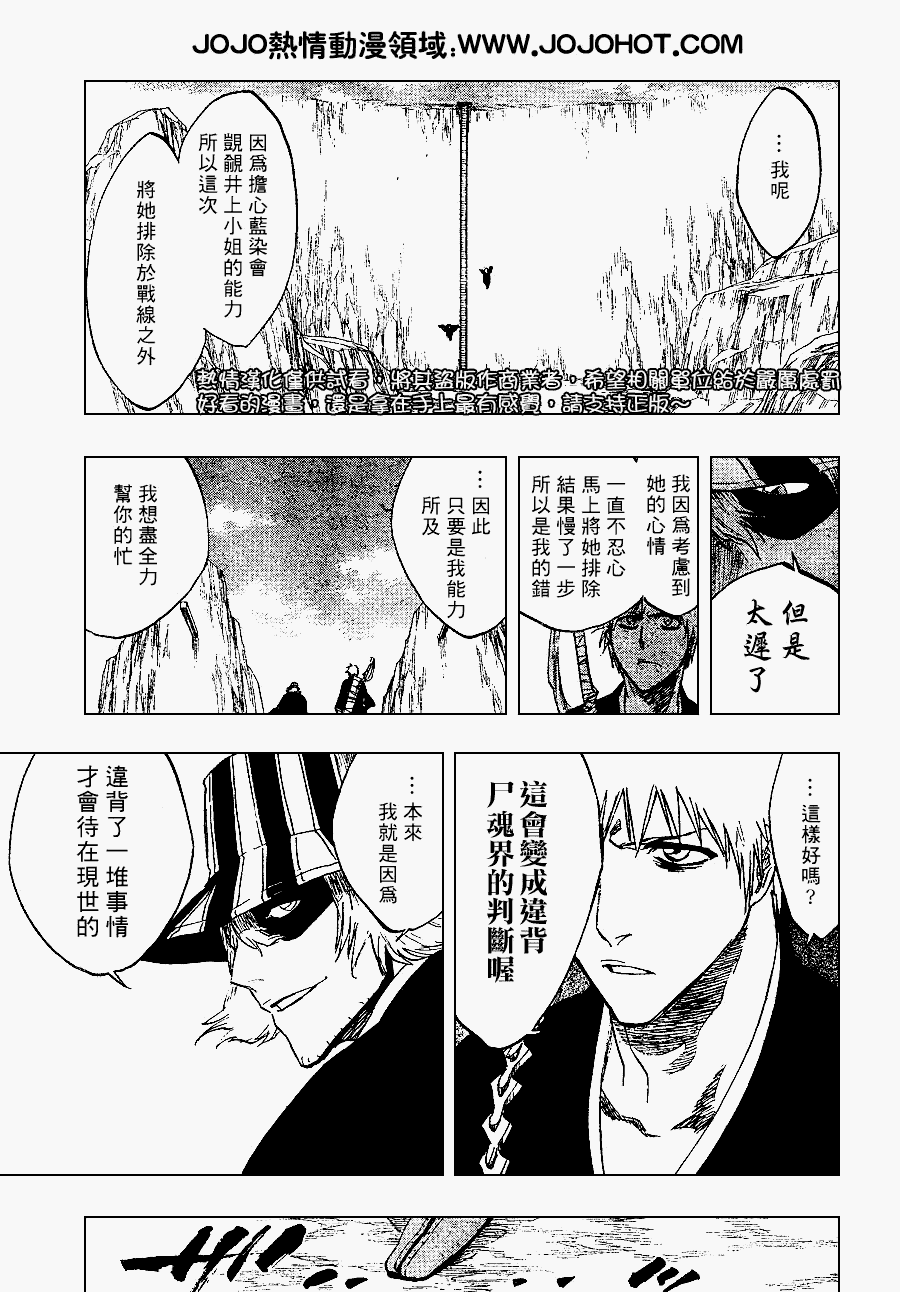 JOJO熱情動漫領域:WWW.JOJOHOT.COM
…我呢
因爲擔心藍染會
覬覦井上小姐的能力
所以這次
將她排除於戰線之外
熱情漢化僅供試看，將其盜版作商業者，希望相關單位給於嚴厲處罰
好看的漫畫，還是拿在手上最有感覺，請支持正版～
但是
太遲了
我因爲考慮到
她的心情
一直不忍心
馬上將她排除
結果慢了一步
所以是我的錯
…因此
只要是我能力
所及
我想盡全力
幫你的忙
…這樣好嗎？
這會變成違背
尸魂界的判斷喔
…本來
我就是因爲
違背了一堆事情
才會待在現世的